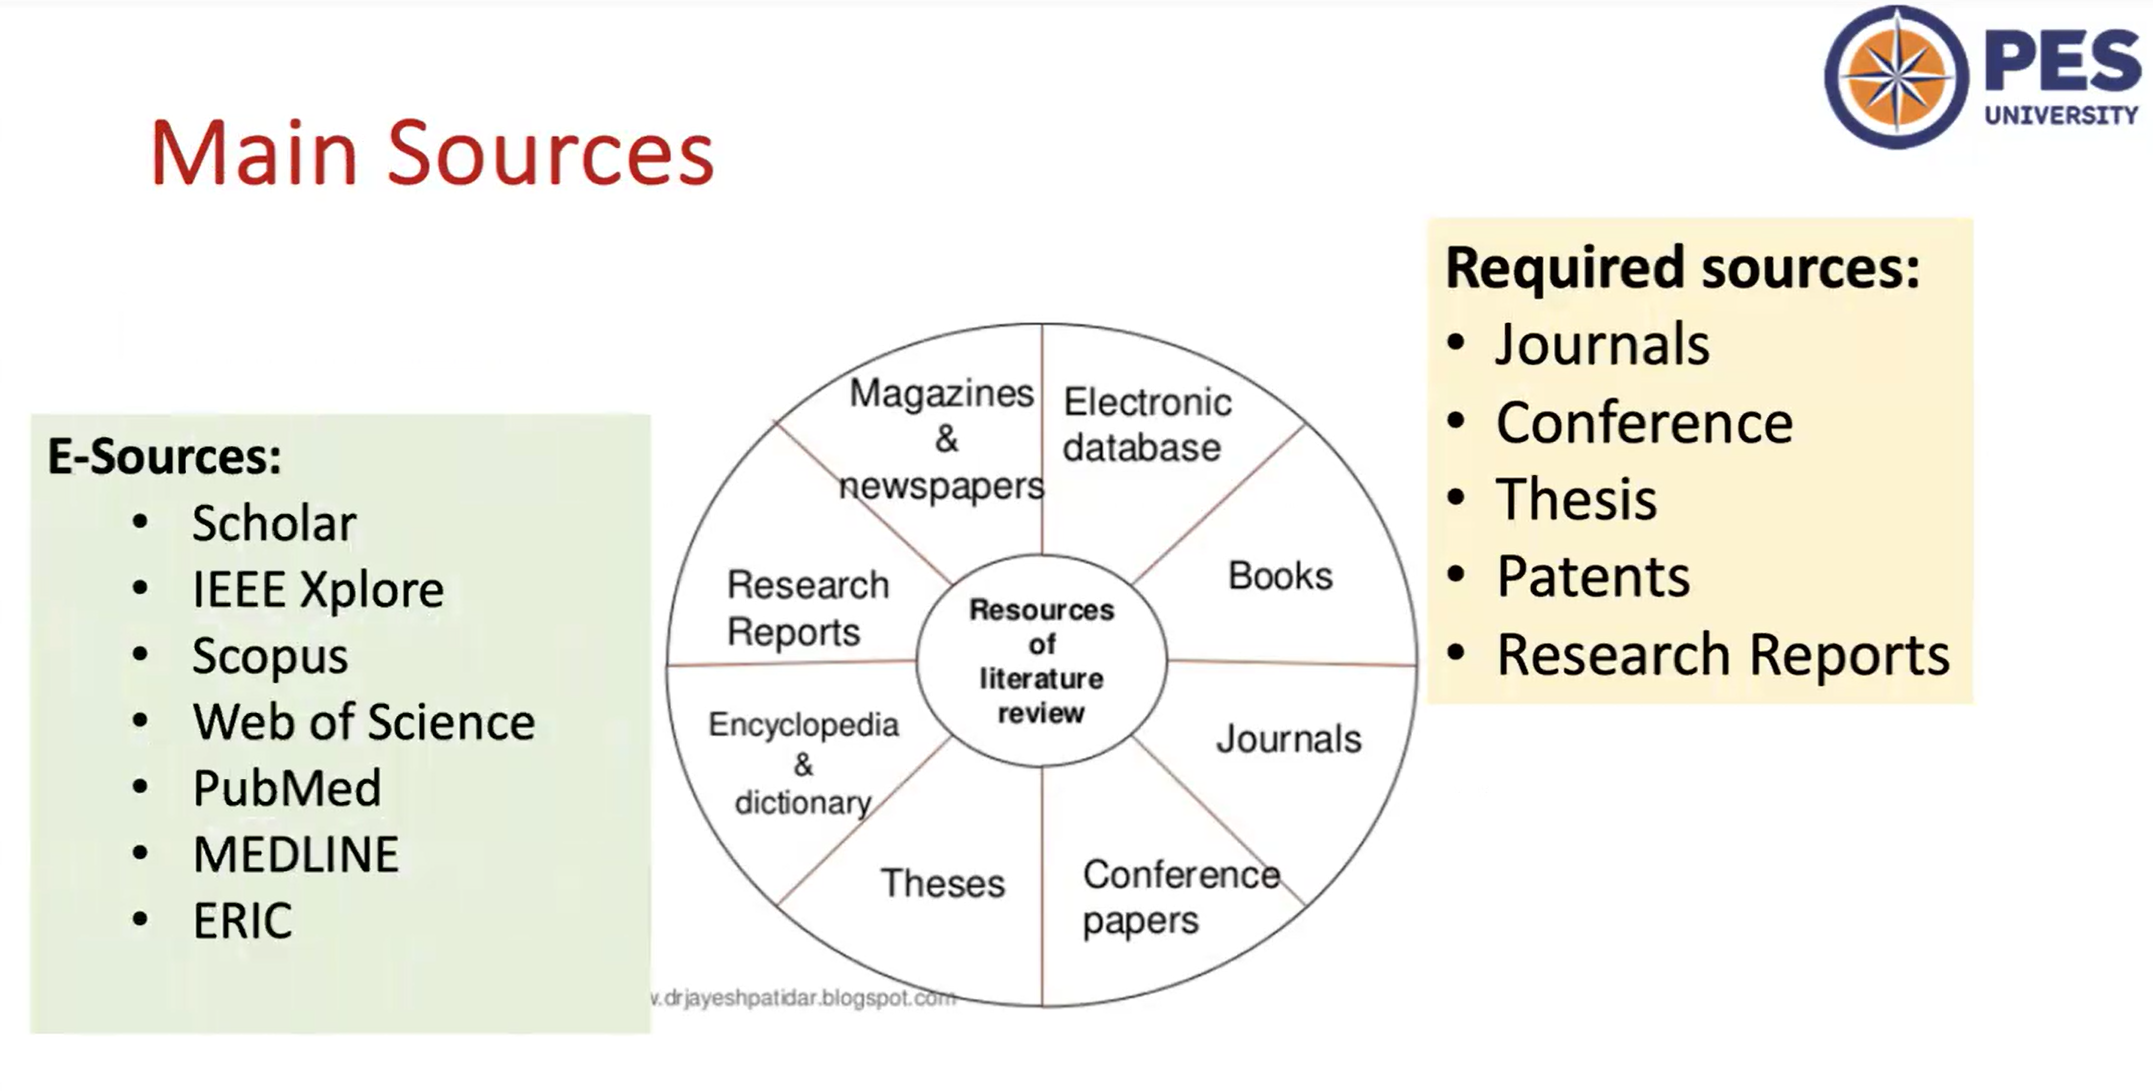 PES
UNIVERSITY
Main Sources
E-Sources:
• Scholar
• IEEE Xplore
• Scopus
• Web of Science
• PubMed
• MEDLINE
• ERIC
Magazines
&
newspapers
Electronic
database
Books
Journals
Conference
papers
Theses
Encyclopedia
&
dictionary
Research
Reports
Resources
of
literature
review
.drjayeshpatidar.blogspot.com
Required sources:
• Journals
• Conference
• Thesis
• Patents
• Research Reports